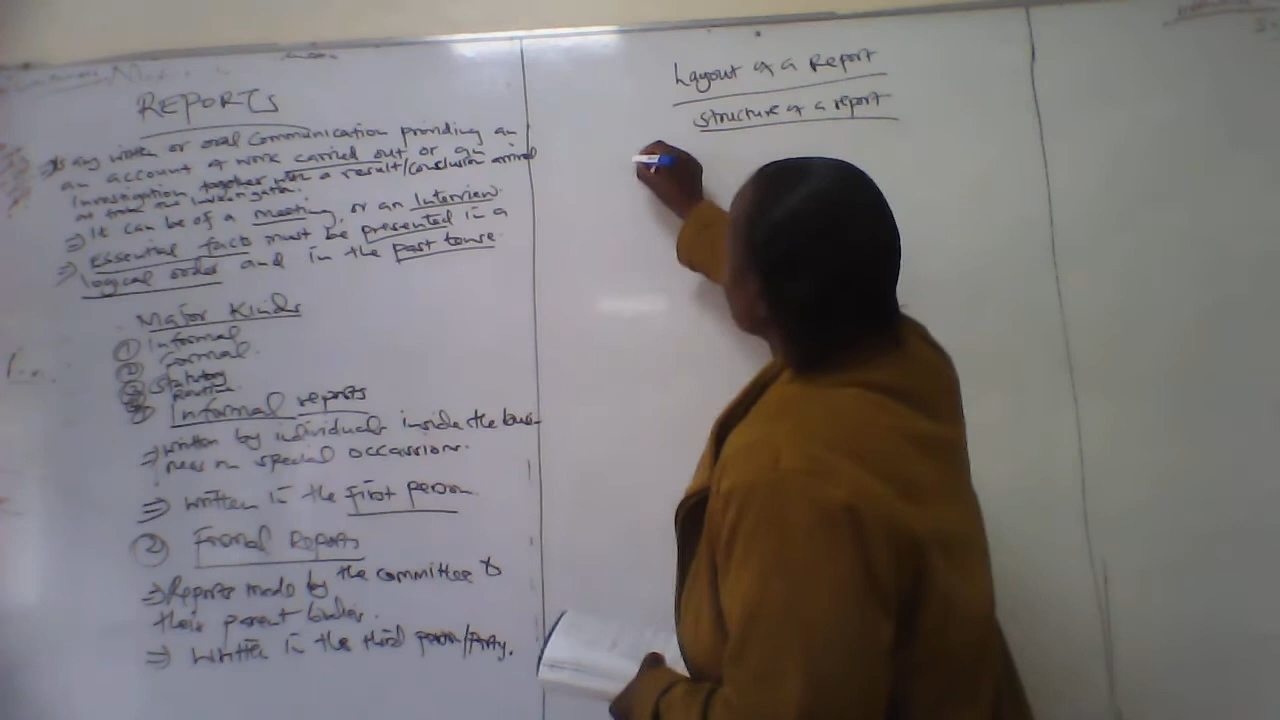 REPORTS
⇒ Is any written or oral communication providing an
an account of work carried out or an
Investigation together with a result/conclusion arrived
at from the investigation.
⇒ It can be of a meeting, or an Interview.
⇒ Essential facts must be presented in a
logical order and in the past tense.
Major Kinds
① Informal
② Formal.
③ Statutory
Routine.
Informal reports
⇒ written by individuals inside the busi-
ness on special occassions.
⇒ written in the first person.
② Formal Reports
⇒ Reports made by the committee to
their parent bodies.
⇒ written in the third person/party.
Layout of a Report
Structure of a report